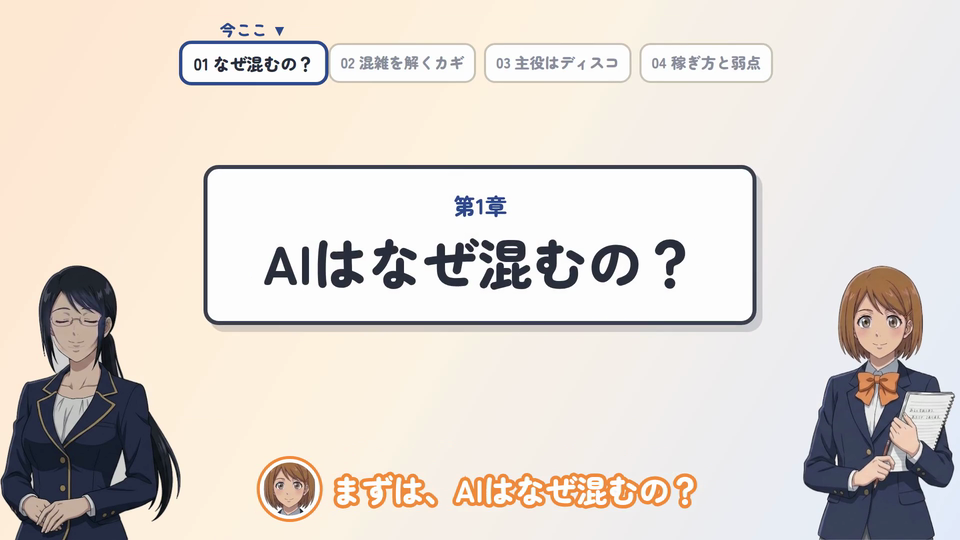 今ここ ▼
01 なぜ混むの？
02 混雑を解くカギ
03 主役はディスコ
04 稼ぎ方と弱点
第1章
AIはなぜ混むの？
まずは、AIはなぜ混むの？